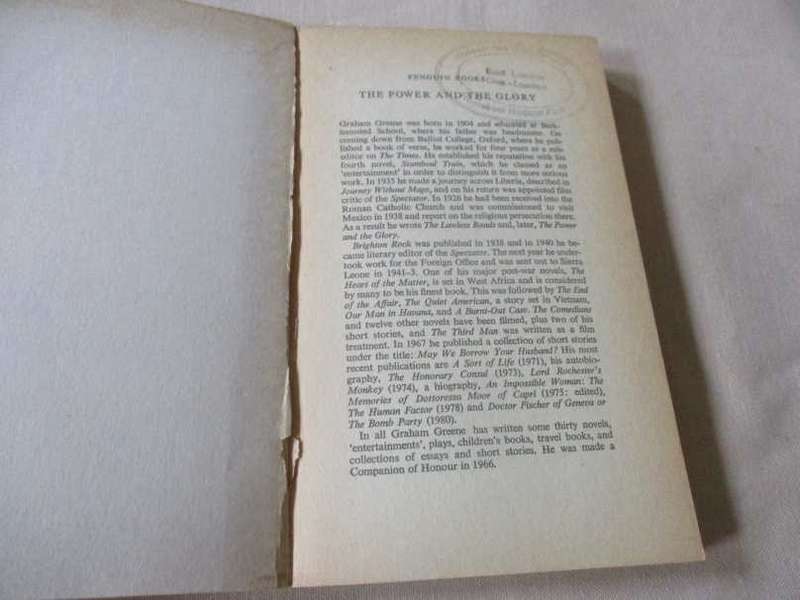 PENGUIN BOOKS
THE POWER AND THE GLORY
Graham Greene was born in 1904 and educated at Berk-
hamsted School, where his father was headmaster. On
coming down from Balliol College, Oxford, where he pub-
lished a book of verse, he worked for four years as a sub-
editor on The Times. He established his reputation with his
fourth novel, Stamboul Train, which he classed as an
'entertainment' in order to distinguish it from more serious
work. In 1935 he made a journey across Liberia, described in
Journey Without Maps, and on his return was appointed film
critic of the Spectator. In 1926 he had been received into the
Roman Catholic Church and was commissioned to visit
Mexico in 1938 and report on the religious persecution there.
As a result he wrote The Lawless Roads and, later, The Power
and the Glory.
Brighton Rock was published in 1938 and in 1940 he be-
came literary editor of the Spectator. The next year he under-
took work for the Foreign Office and was sent out to Sierra
Leone in 1941-3. One of his major post-war novels, The
Heart of the Matter, is set in West Africa and is considered
by many to be his finest book. This was followed by The End
of the Affair, The Quiet American, a story set in Vietnam,
Our Man in Havana, and A Burnt-Out Case. The Comedians
and twelve other novels have been filmed, plus two of his
short stories, and The Third Man was written as a film
treatment. In 1967 he published a collection of short stories
under the title: May We Borrow Your Husband? His most
recent publications are A Sort of Life (1971), his autobio-
graphy, The Honorary Consul (1973), Lord Rochester's
Monkey (1974), a biography, An Impossible Woman: The
Memories of Dottoressa Moor of Capri (1975: edited),
The Human Factor (1978) and Doctor Fischer of Geneva or
The Bomb Party (1980).
In all Graham Greene has written some thirty novels,
'entertainments', plays, children's books, travel books, and
collections of essays and short stories. He was made a
Companion of Honour in 1966.